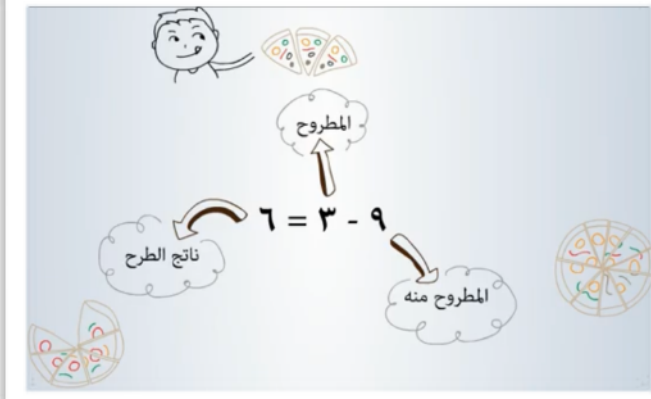 المطروح
٩ - ٣ = ٦
ناتج الطرح
المطروح منه